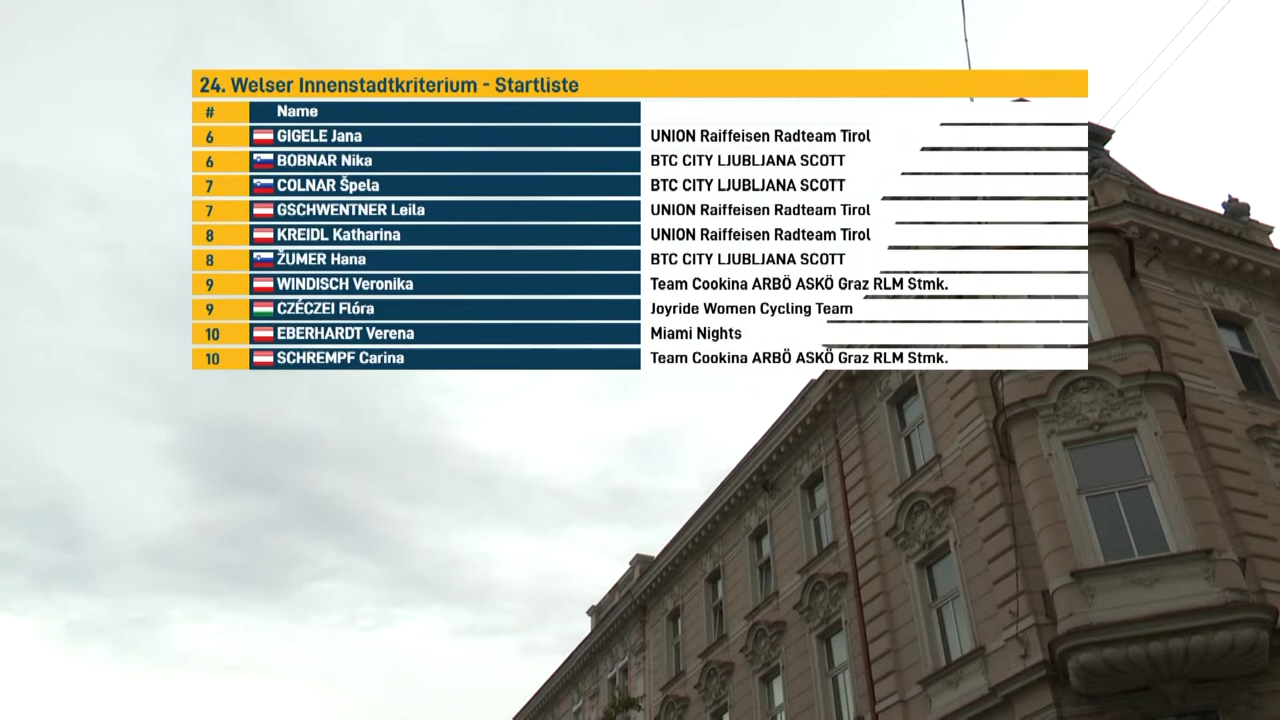 24. Welser Innenstadtkriterium - Startliste
# Name
6 GIGELE Jana UNION Raiffeisen Radteam Tirol
6 BOBNAR Nika BTC CITY LJUBLJANA SCOTT
7 COLNAR Špela BTC CITY LJUBLJANA SCOTT
7 GSCHWENTNER Leila UNION Raiffeisen Radteam Tirol
8 KREIDL Katharina UNION Raiffeisen Radteam Tirol
8 ŽUMER Hana BTC CITY LJUBLJANA SCOTT
9 WINDISCH Veronika Team Cookina ARBÖ ASKÖ Graz RLM Stmk.
9 CZÉCZEI Flóra Joyride Women Cycling Team
10 EBERHARDT Verena Miami Nights
10 SCHREMPF Carina Team Cookina ARBÖ ASKÖ Graz RLM Stmk.